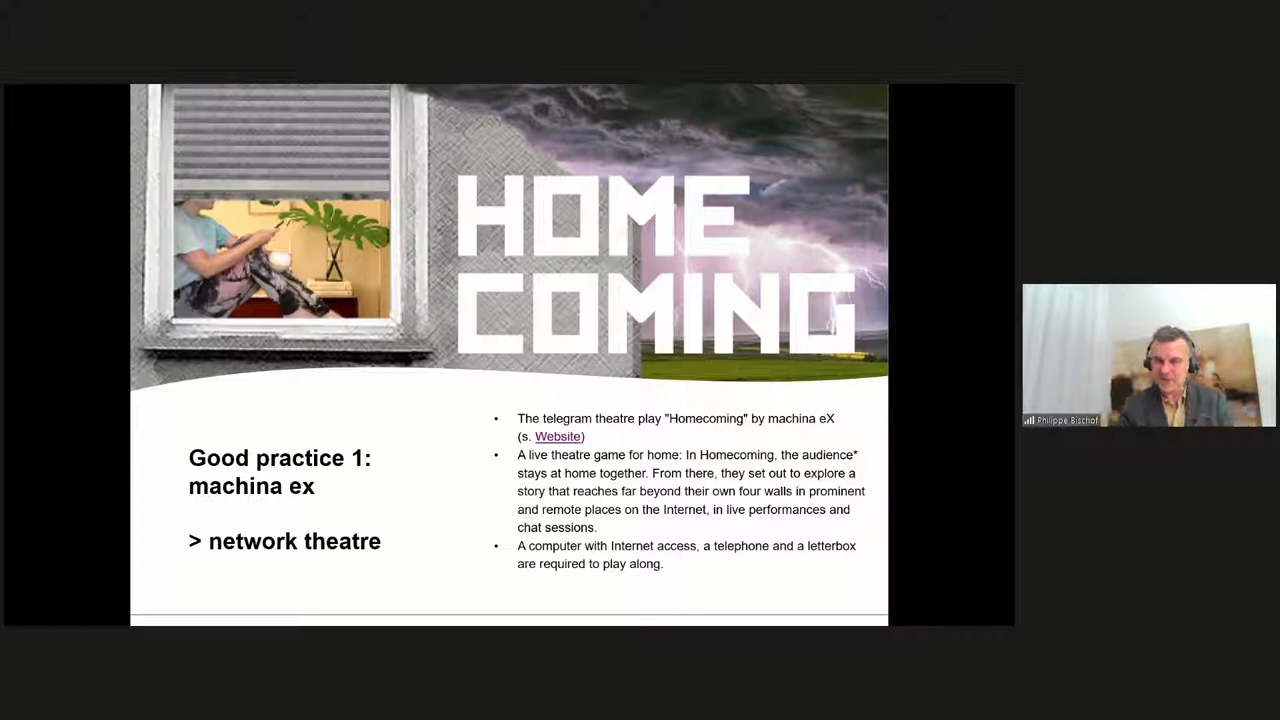 HOME
COMING
Good practice 1:
machina ex
> network theatre
• The telegram theatre play "Homecoming" by machina eX
(s. Website)
• A live theatre game for home: In Homecoming, the audience*
stays at home together. From there, they set out to explore a
story that reaches far beyond their own four walls in prominent
and remote places on the Internet, in live performances and
chat sessions.
• A computer with Internet access, a telephone and a letterbox
are required to play along.
Philippe Bischof